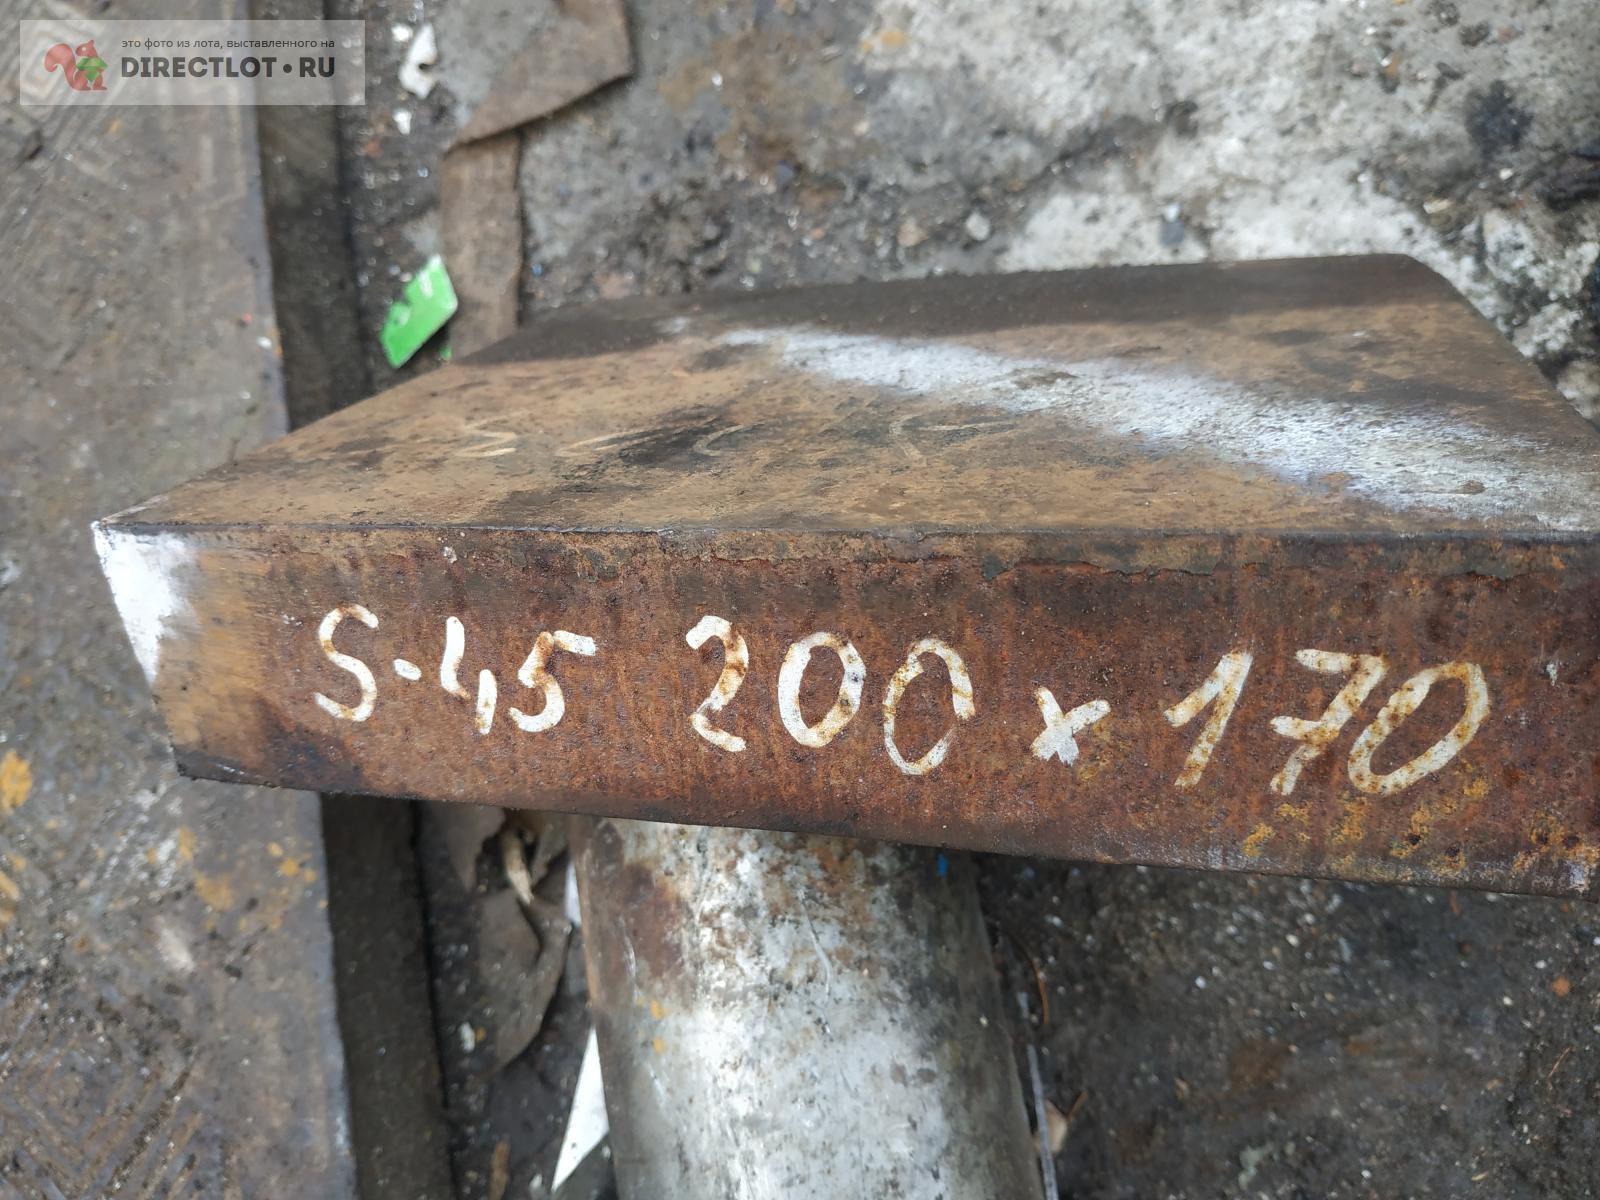 это фото из лота, выставленного на
DIRECTLOT•RU
S-45 200 x 170